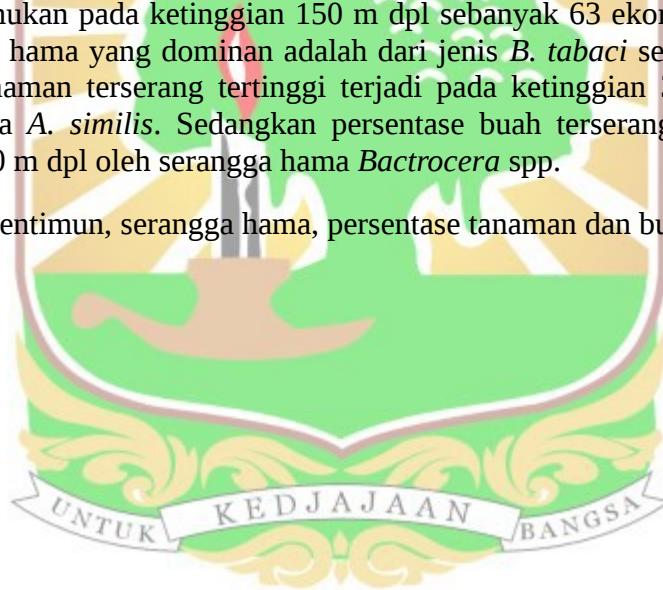 mukan pada ketinggian 150 m dpl sebanyak 63 ekor
hama yang dominan adalah dari jenis B. tabaci se
naman terserang tertinggi terjadi pada ketinggian
a A. similis. Sedangkan persentase buah terserang
0 m dpl oleh serangga hama Bactrocera spp.
entimun, serangga hama, persentase tanaman dan bu
UNTUK KEDJAJAAN BANGSA